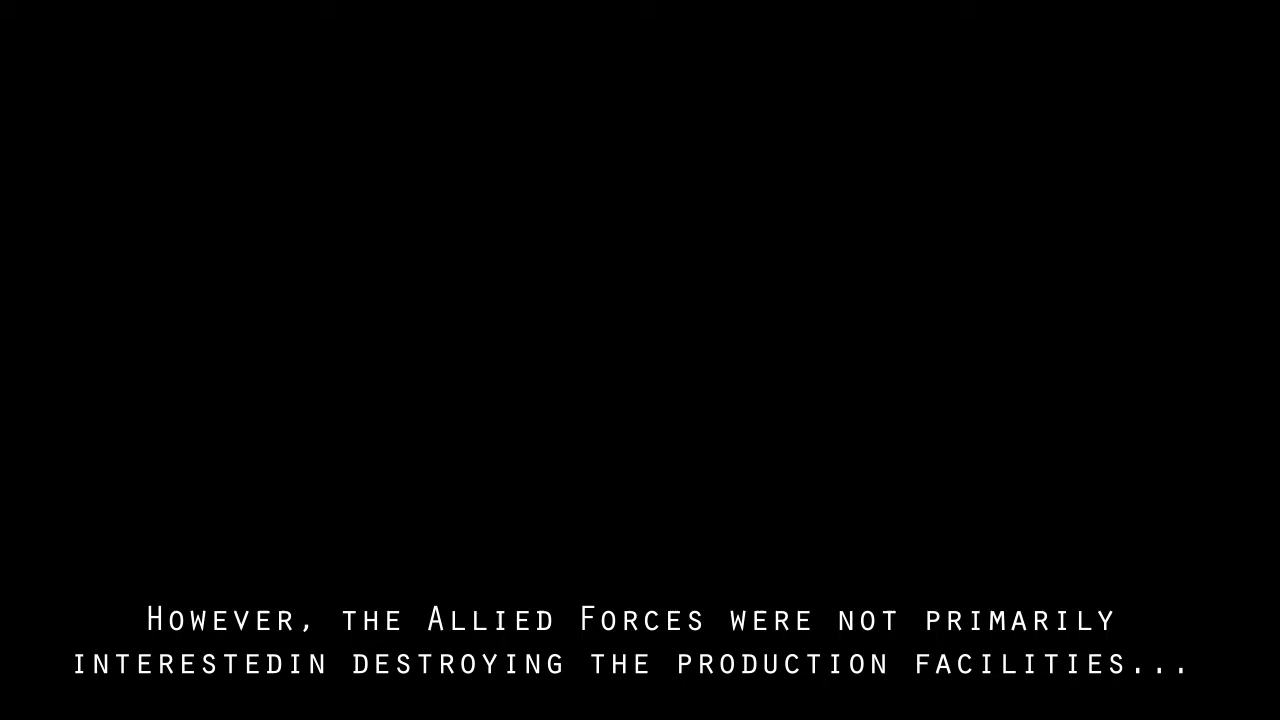 However, the Allied Forces were not primarily
interestedin destroying the production facilities...